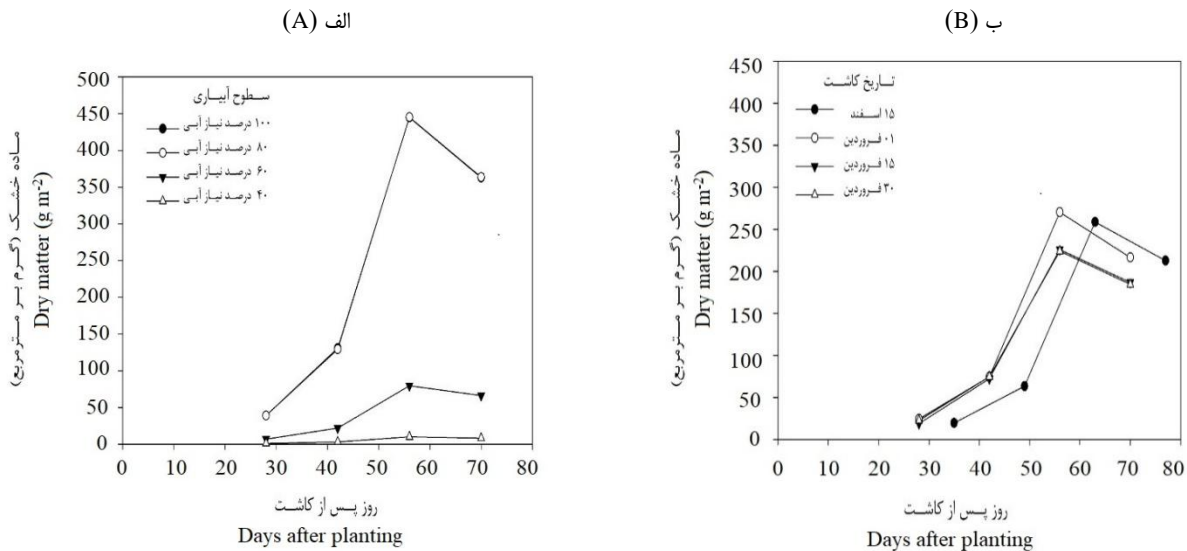 الف (A)
500
450
400
350
300
250
200
150
100
50
0
سطوح آبیاری
۱۰۰ درصد نیاز آبی
۸۰ درصد نیاز آبی
۶۰ درصد نیاز آبی
۴۰ درصد نیاز آبی
ماده خشک (گرم بر مترمربع)
Dry matter (g m-2)
0 10 20 30 40 50 60 70 80
روز پس از کاشت
Days after planting
ب (B)
450
400
350
300
250
200
150
100
50
0
تاریخ کاشت
۱۵ اسفند
۰۱ فروردین
۱۵ فروردین
۳۰ فروردین
ماده خشک (گرم بر مترمربع)
Dry matter (g m-2)
0 10 20 30 40 50 60 70 80
روز پس از کاشت
Days after planting